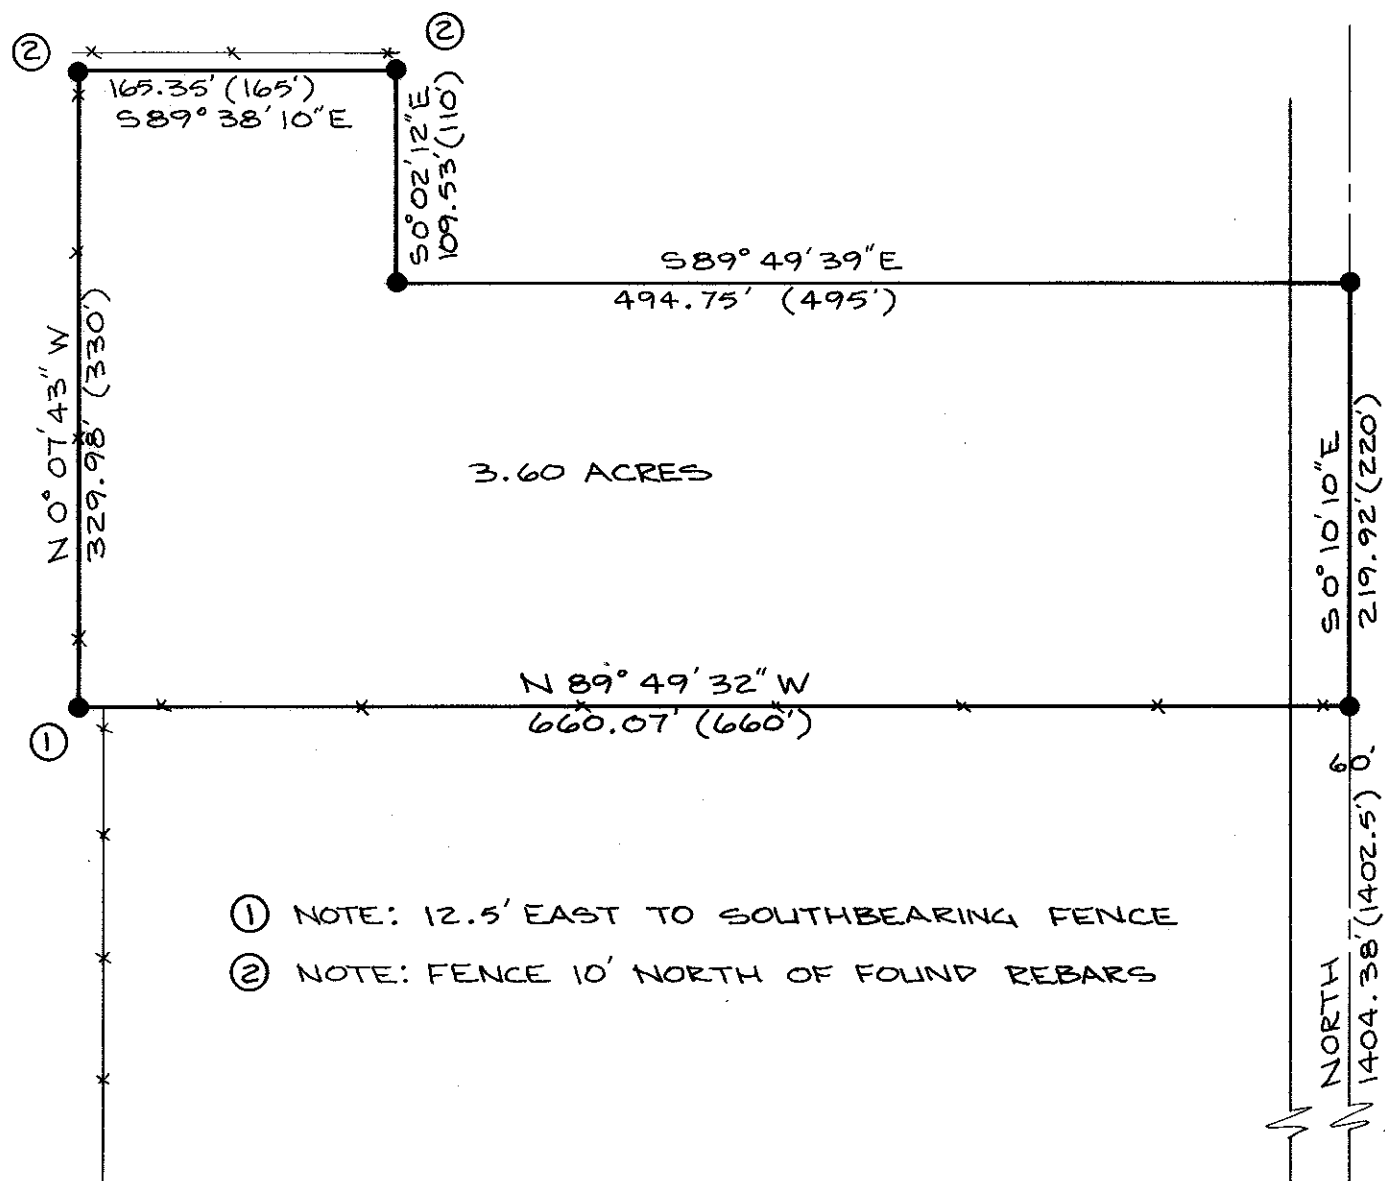 ②
②
165.35' (165')
S89° 38' 10" E
S0° 02' 12" E
109.53' (110')
S89° 49' 39" E
494.75' (495')
N 0° 07' 43" W
329.98' (330')
3.60 ACRES
S 0° 10' 10" E
219.92' (220')
N 89° 49' 32" W
660.07' (660')
①
60'
NORTH
1404.38' (1402.5')
① NOTE: 12.5' EAST TO SOUTHBEARING FENCE
② NOTE: FENCE 10' NORTH OF FOUND REBARS